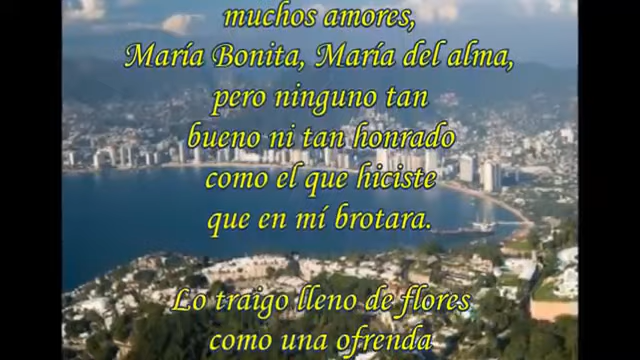 muchos amores,
María Bonita, María del alma,
pero ninguno tan
bueno ni tan honrado
como el que hiciste
que en mí brotara.
Lo traigo lleno de flores
como una ofrenda